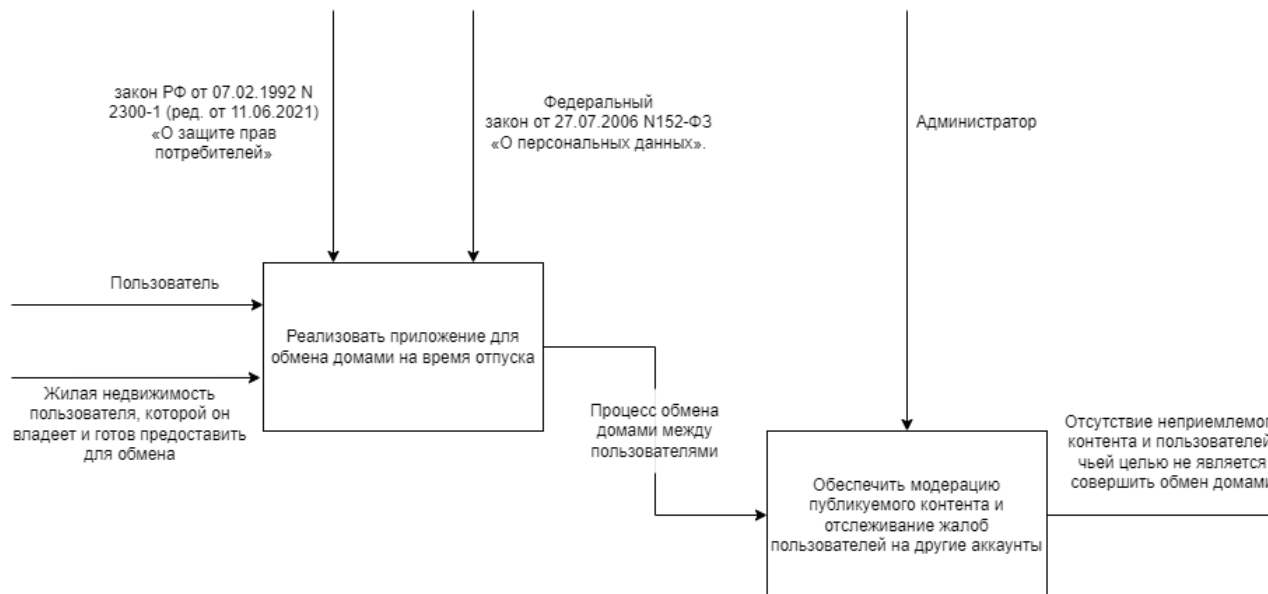 закон РФ от 07.02.1992 N
2300-1 (ред. от 11.06.2021)
«О защите прав
потребителей»
Федеральный
закон от 27.07.2006 N152-ФЗ
«О персональных данных».
Администратор
Пользователь
Реализовать приложение для
обмена домами на время отпуска
Жилая недвижимость
пользователя, которой он
владеет и готов предоставить
для обмена
Процесс обмена
домами между
пользователями
Обеспечить модерацию
публикуемого контента и
отслеживание жалоб
пользователей на другие аккаунты
Отсутствие неприемлемог
контента и пользователей
чьей целью не является
совершить обмен домами